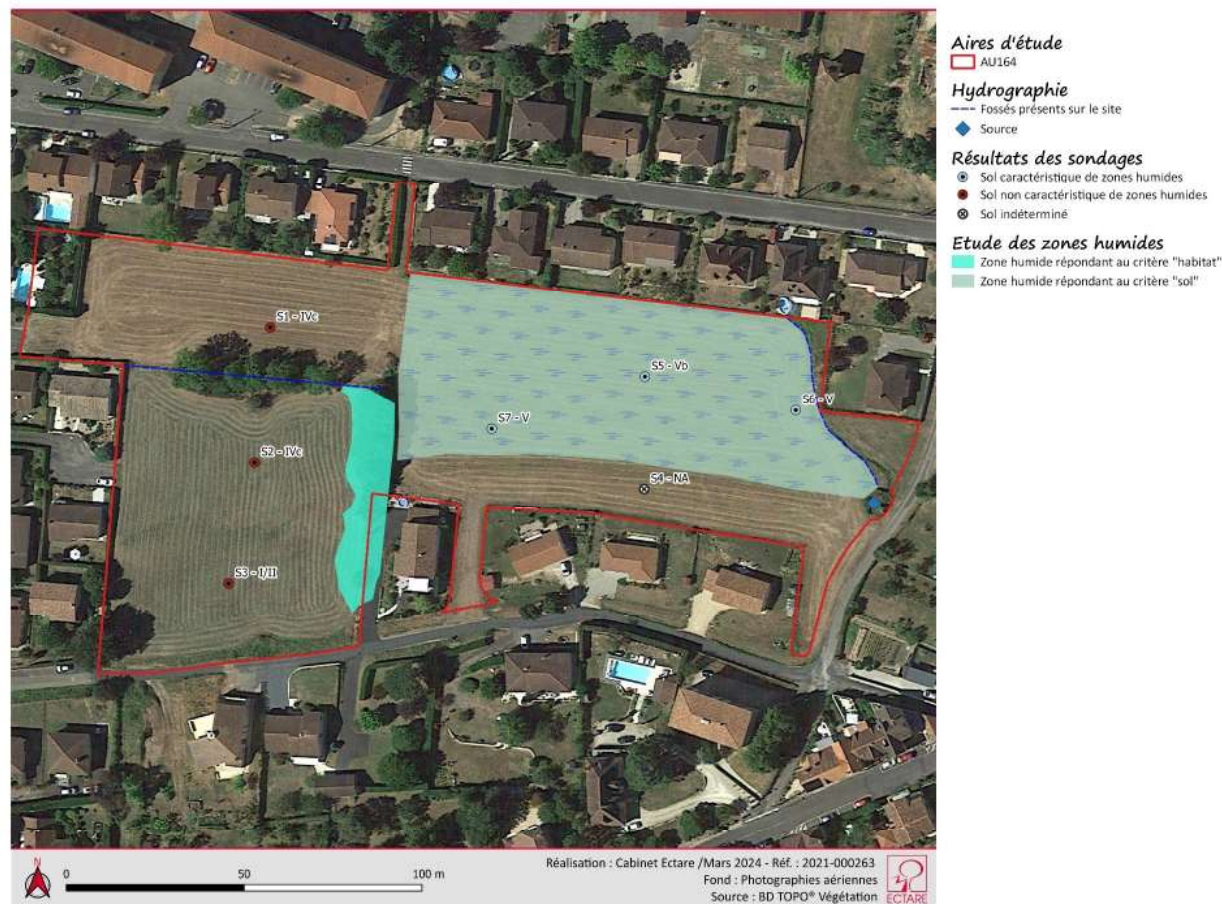 Aires d'étude
AU164
Hydrographie
Fossés présents sur le site
Source
Résultats des sondages
Sol caractéristique de zones humides
Sol non caractéristique de zones humides
Sol indéterminé
Etude des zones humides
Zone humide répondant au critère "habitat"
Zone humide répondant au critère "sol"
S1 - IVc
S5 - Vb
S6 - V
S7 - V
S2 - IVc
S4 - NA
S3 - I/II
N
0 50 100 m
Réalisation : Cabinet Ectare /Mars 2024 - Réf. : 2021-000263
Fond : Photographies aériennes
Source : BD TOPO® Végétation
ECTARE